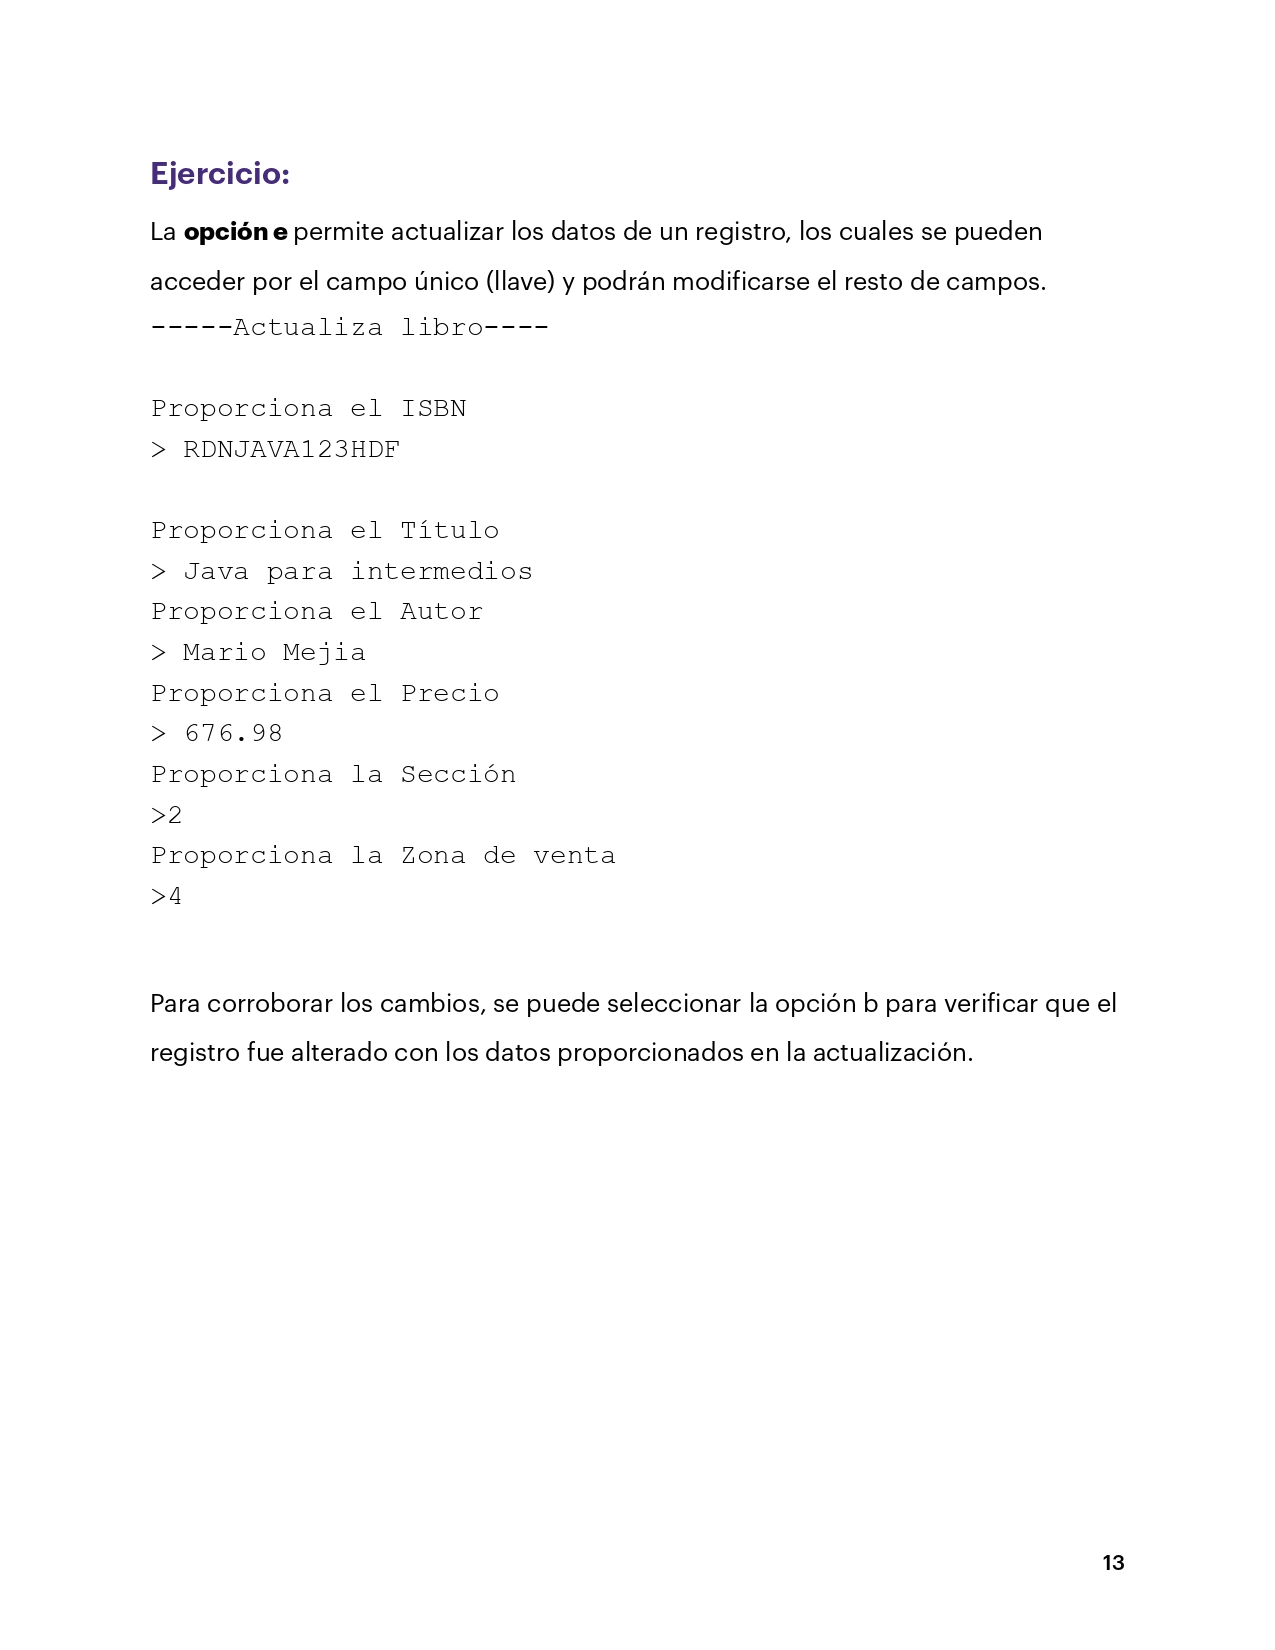 Ejercicio:
La opción e permite actualizar los datos de un registro, los cuales se pueden
acceder por el campo único (llave) y podrán modificarse el resto de campos.
-----Actualiza libro----
Proporciona el ISBN
> RDNJAVA123HDF
Proporciona el Título
> Java para intermedios
Proporciona el Autor
> Mario Mejia
Proporciona el Precio
> 676.98
Proporciona la Sección
>2
Proporciona la Zona de venta
>4
Para corroborar los cambios, se puede seleccionar la opción b para verificar que el
registro fue alterado con los datos proporcionados en la actualización.
13